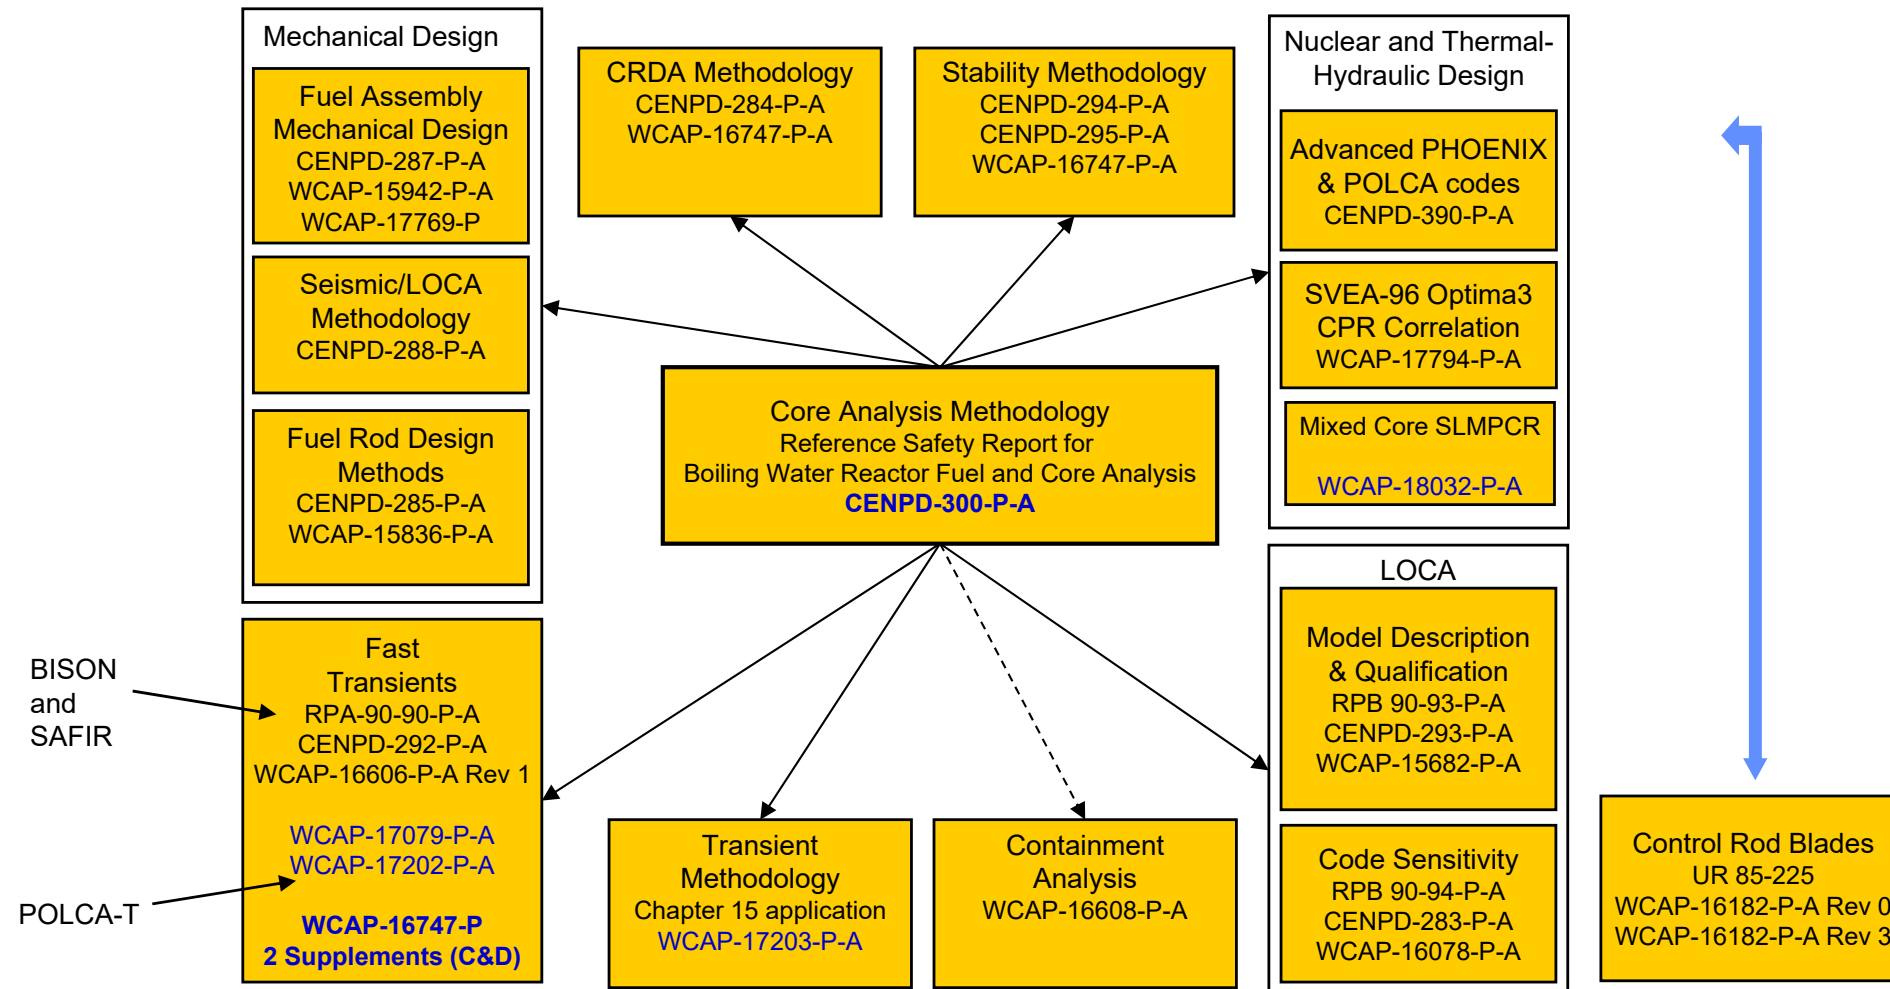 Mechanical Design
Fuel Assembly
Mechanical Design
CENPD-287-P-A
WCAP-15942-P-A
WCAP-17769-P
Seismic/LOCA
Methodology
CENPD-288-P-A
Fuel Rod Design
Methods
CENPD-285-P-A
WCAP-15836-P-A
CRDA Methodology
CENPD-284-P-A
WCAP-16747-P-A
Stability Methodology
CENPD-294-P-A
CENPD-295-P-A
WCAP-16747-P-A
Nuclear and Thermal-
Hydraulic Design
Advanced PHOENIX
& POLCA codes
CENPD-390-P-A
SVEA-96 Optima3
CPR Correlation
WCAP-17794-P-A
Mixed Core SLMPCR
WCAP-18032-P-A
Core Analysis Methodology
Reference Safety Report for
Boiling Water Reactor Fuel and Core Analysis
CENPD-300-P-A
BISON
and
SAFIR
POLCA-T
Fast
Transients
RPA-90-90-P-A
CENPD-292-P-A
WCAP-16606-P-A Rev 1
WCAP-17079-P-A
WCAP-17202-P-A
WCAP-16747-P
2 Supplements (C&D)
Transient
Methodology
Chapter 15 application
WCAP-17203-P-A
Containment
Analysis
WCAP-16608-P-A
LOCA
Model Description
& Qualification
RPB 90-93-P-A
CENPD-293-P-A
WCAP-15682-P-A
Code Sensitivity
RPB 90-94-P-A
CENPD-283-P-A
WCAP-16078-P-A
Control Rod Blades
UR 85-225
WCAP-16182-P-A Rev 0
WCAP-16182-P-A Rev 3